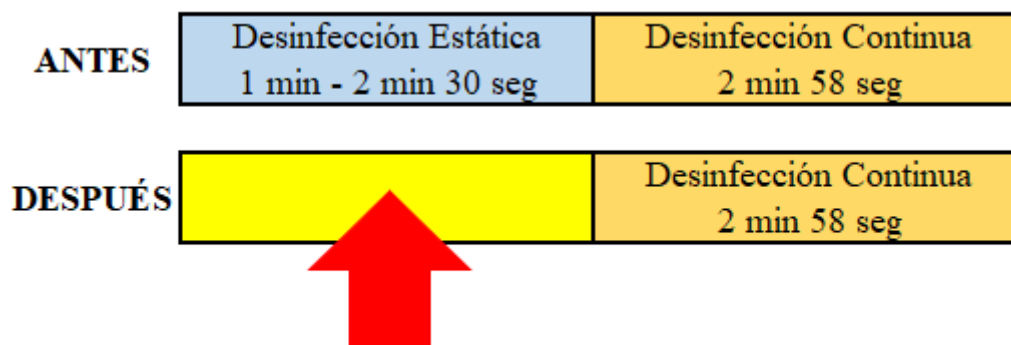 ANTES
Desinfección Estática
1 min - 2 min 30 seg
Desinfección Continua
2 min 58 seg
DESPUÉS
Desinfección Continua
2 min 58 seg